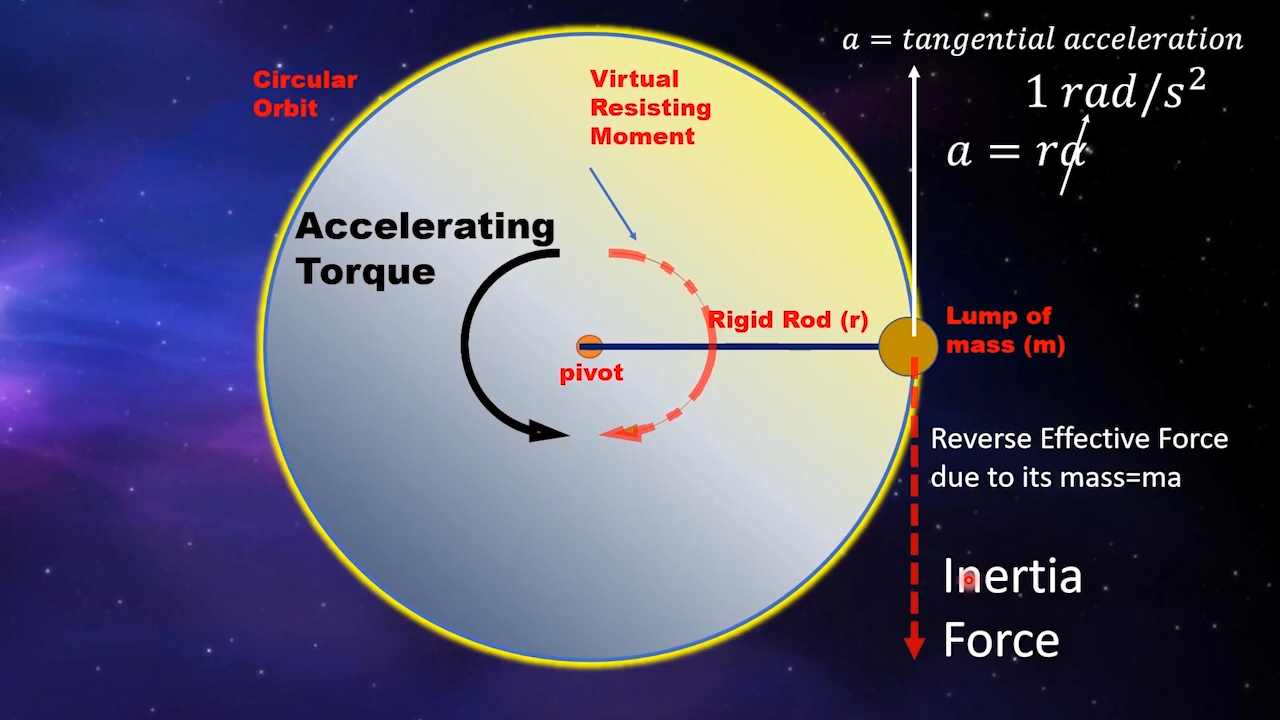 a = tangential acceleration
1 rad/s²
a = rα
Circular
Orbit
Virtual
Resisting
Moment
Accelerating
Torque
Rigid Rod (r)
pivot
Lump of
mass (m)
Reverse Effective Force
due to its mass=ma
Inertia
Force